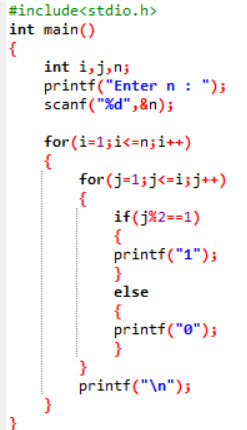 #include<stdio.h>
int main()
{
    int i,j,n;
    printf("Enter n : ");
    scanf("%d",&n);

    for(i=1;i<=n;i++)
    {
        for(j=1;j<=i;j++)
        {
            if(j%2==1)
            {
            printf("1");
            }
            else
            {
            printf("0");
            }
        }
        printf("\n");
    }
}